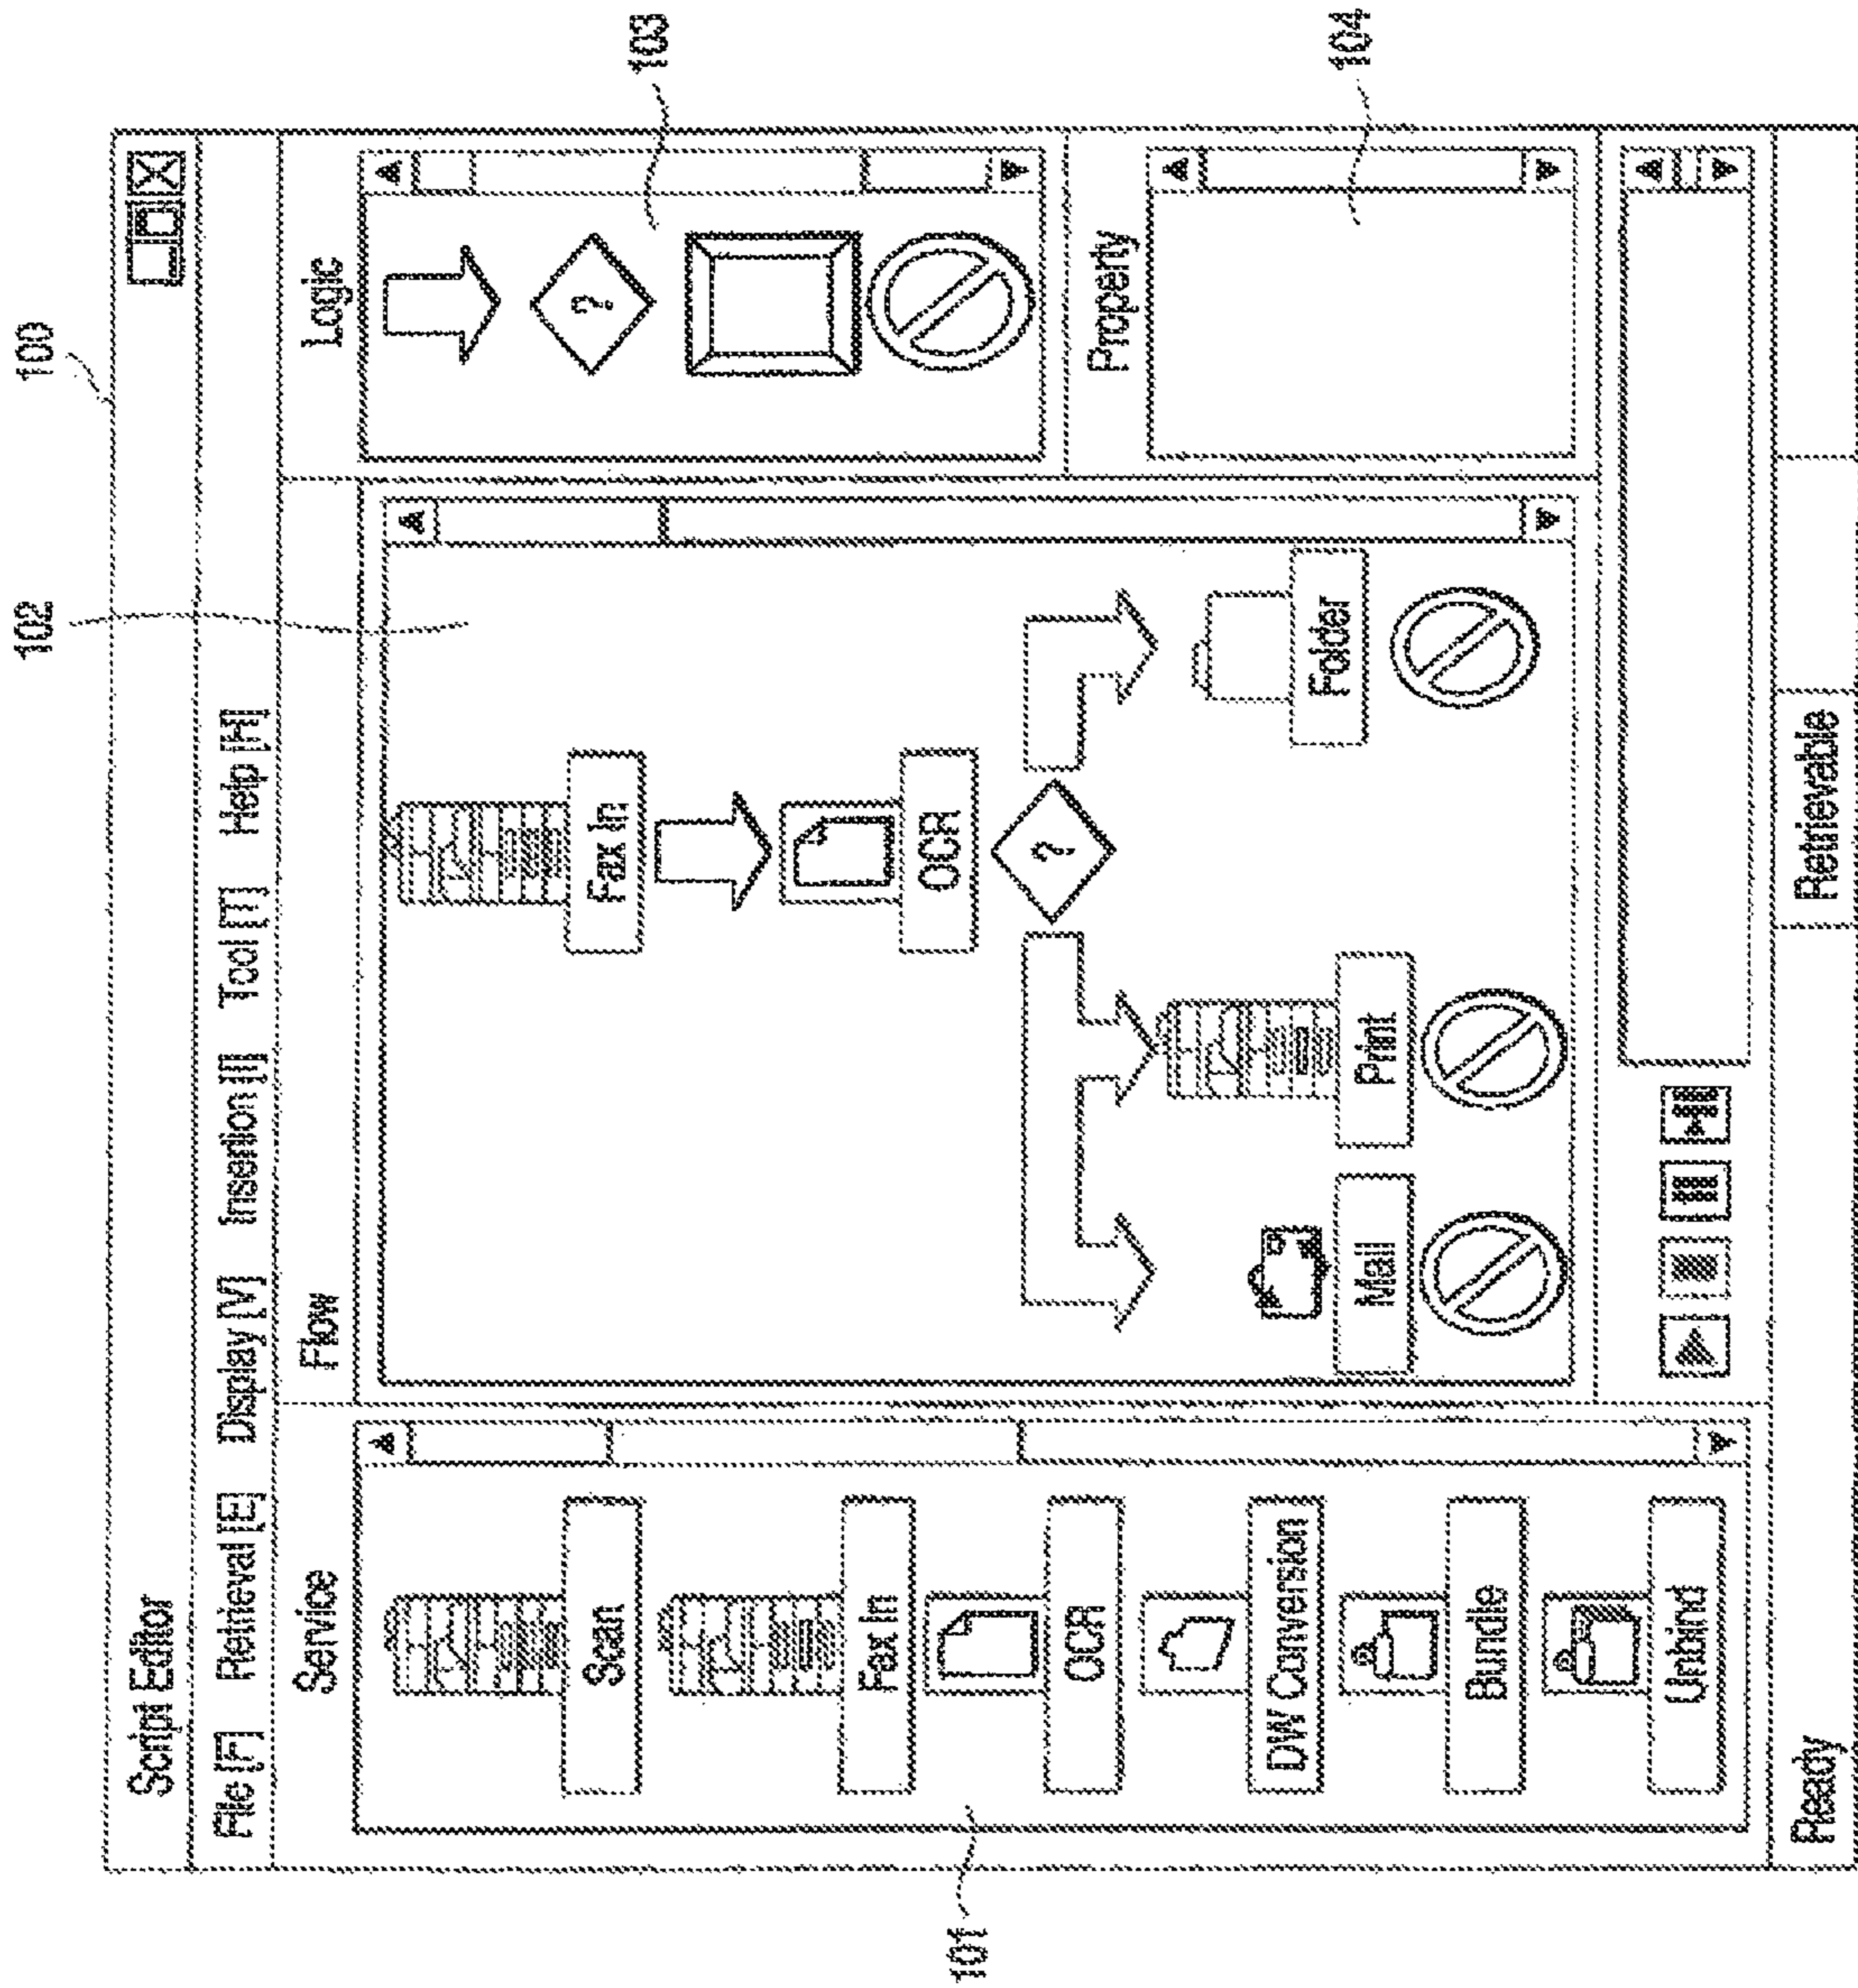 100
102
103
104
101
Script Editor
File [F] Retrieval [E] Display [V] Insertion [I] Tool [T] Help [H]
Service
Scan
Fax In
OCR
DW Conversion
Bundle
Unbind
Flow
Fax In
OCR
?
Mail
Print
Folder
Logic
?
Property
Ready
Retrievable